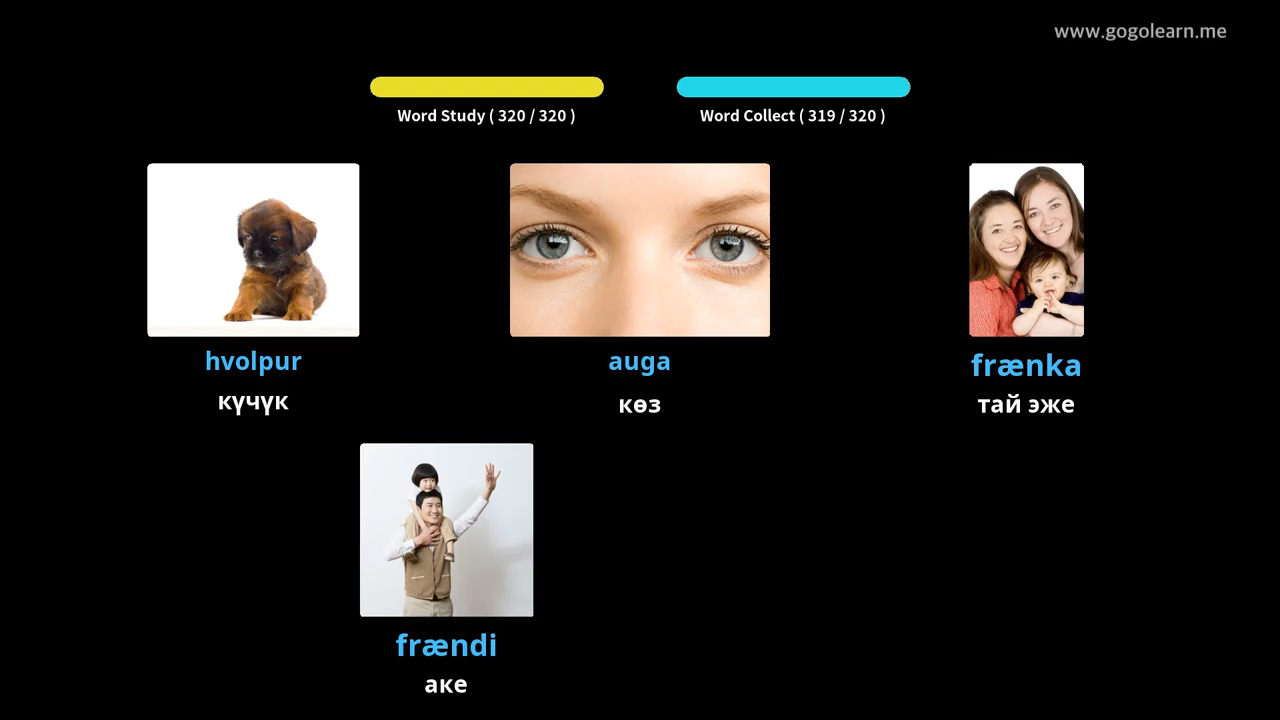 www.gogolearn.me
Word Study ( 320 / 320 )
Word Collect ( 319 / 320 )
hvolpur
auga
frænka
күчүк
көз
тай эже
frændi
аке